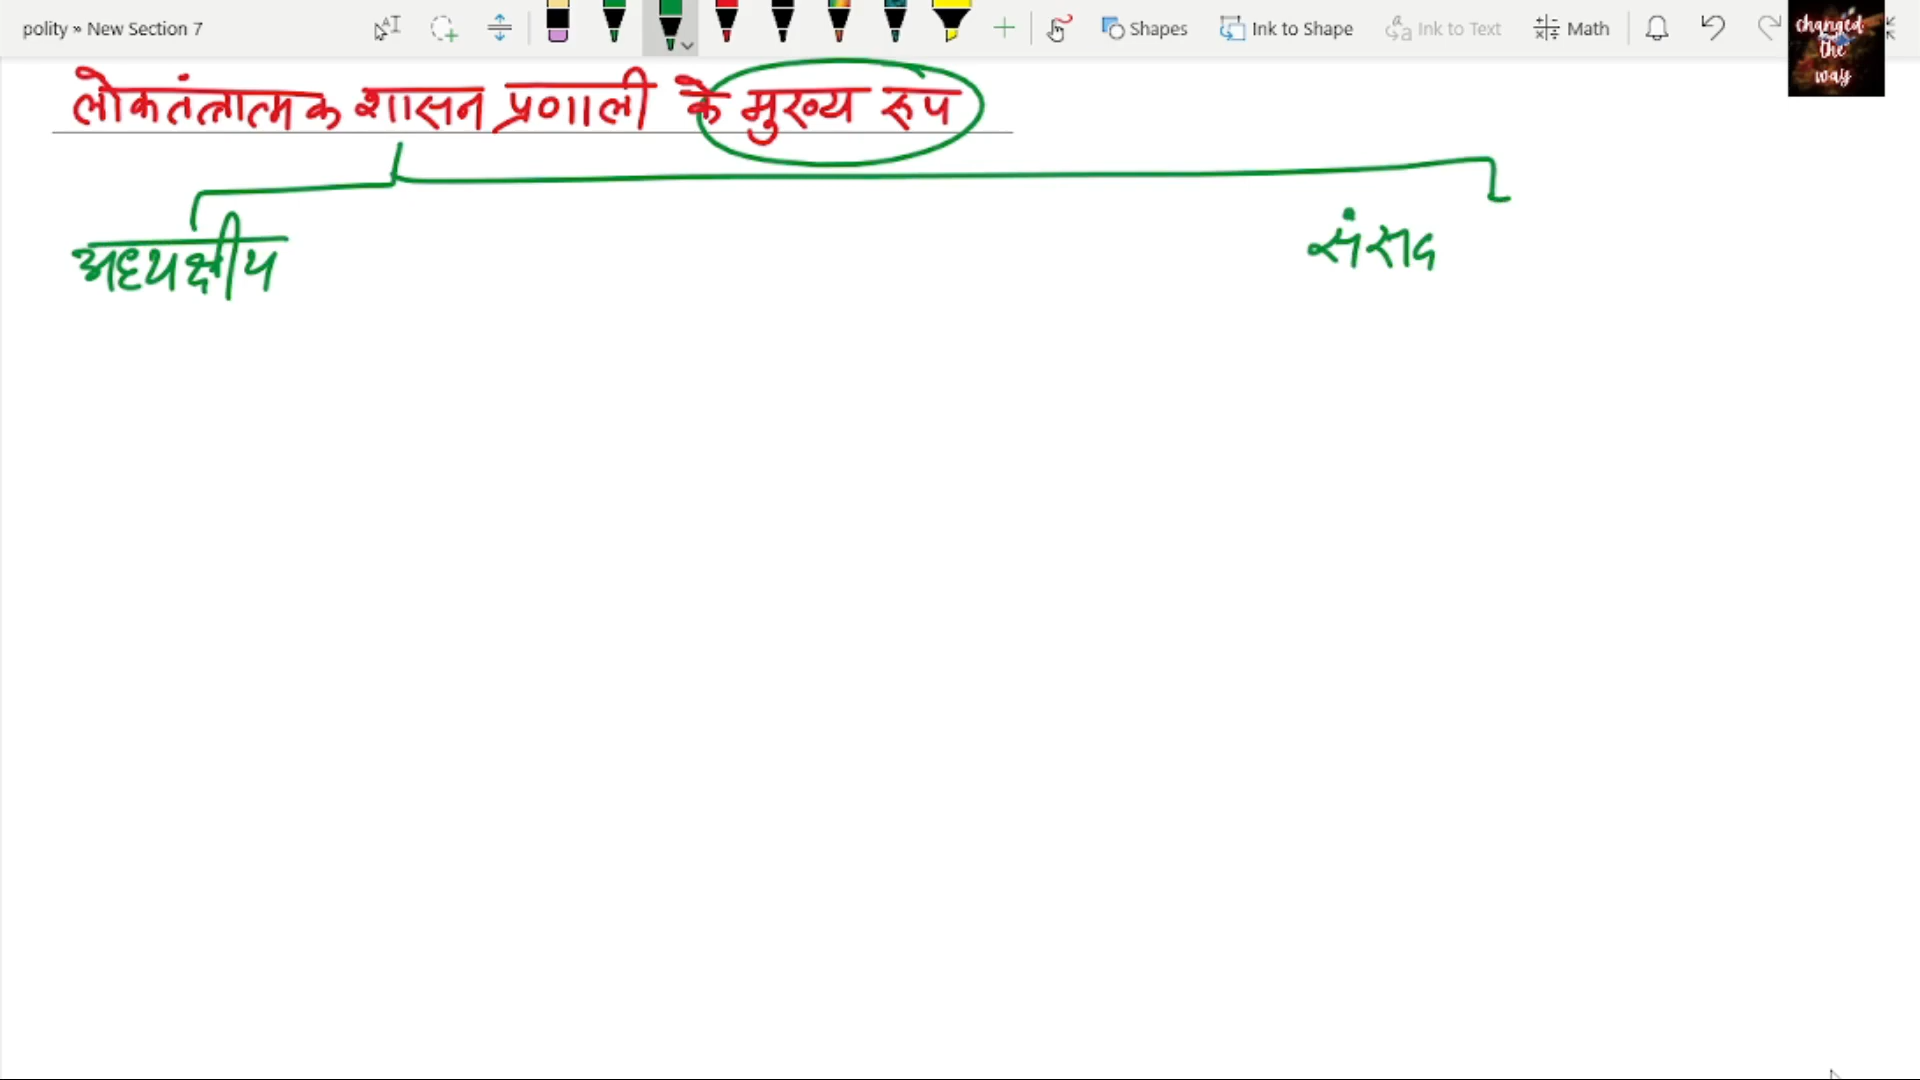 polity » New Section 7
Shapes Ink to Shape Ink to Text Math
changed
the
way
लोकतंत्रात्मक शासन प्रणाली के मुख्य रूप
अध्यक्षीय संसद